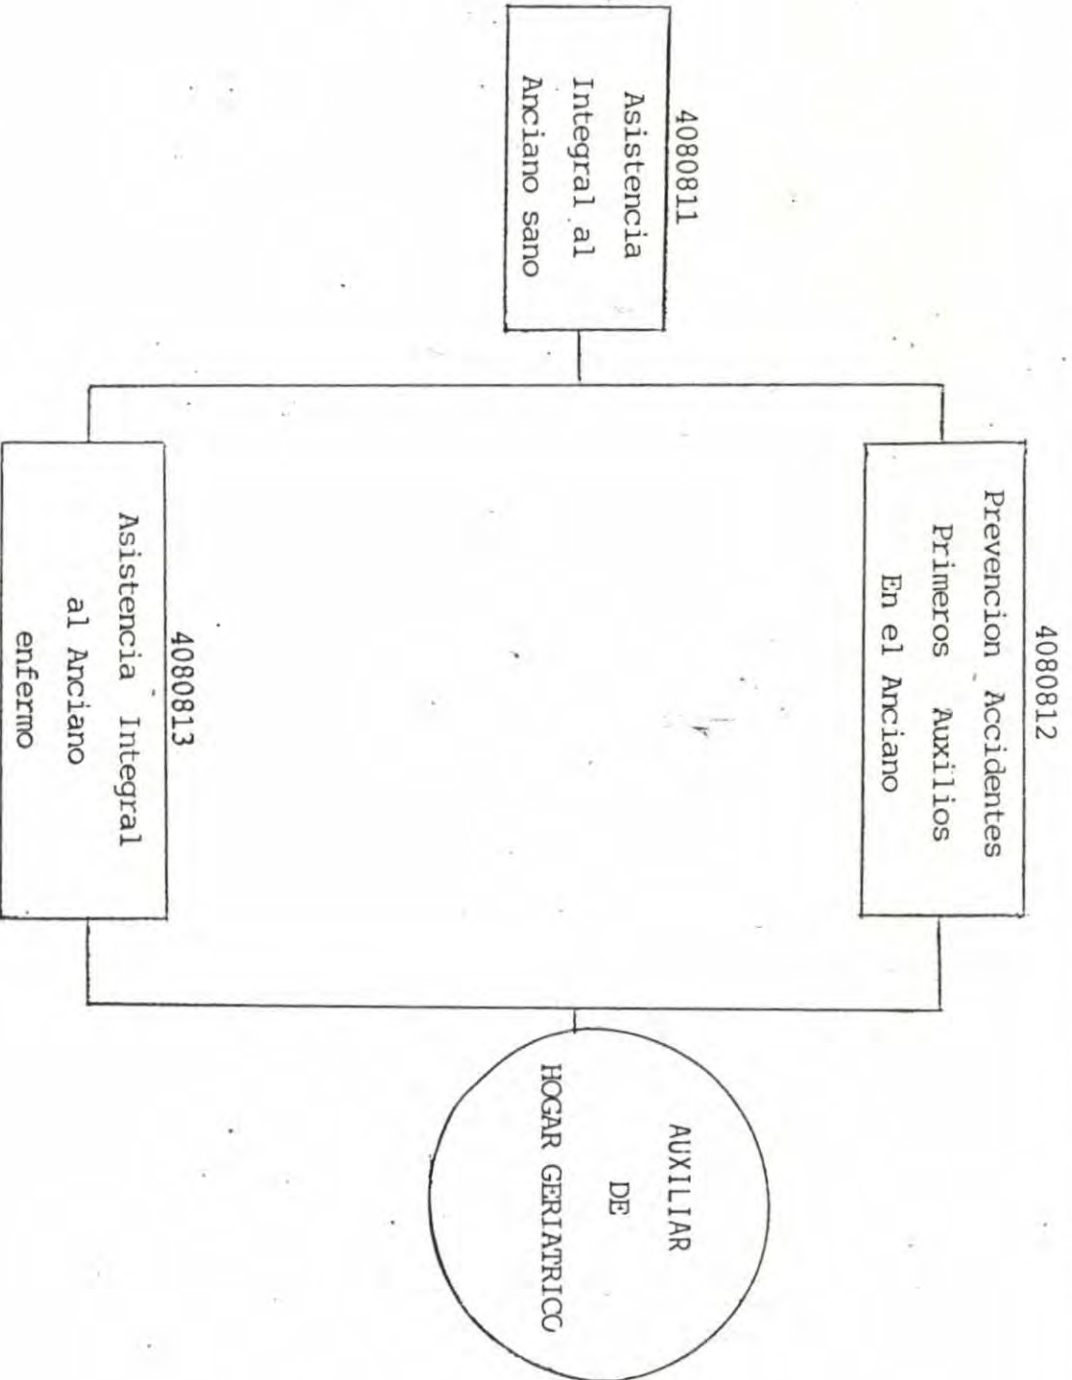 4080811
Asistencia
Integral al
Anciano sano
4080812
Prevencion Accidentes
Primeros Auxilios
En el Anciano
4080813
Asistencia Integral
al Anciano
enfermo
AUXILIAR
DE
HOGAR GERIATRICO